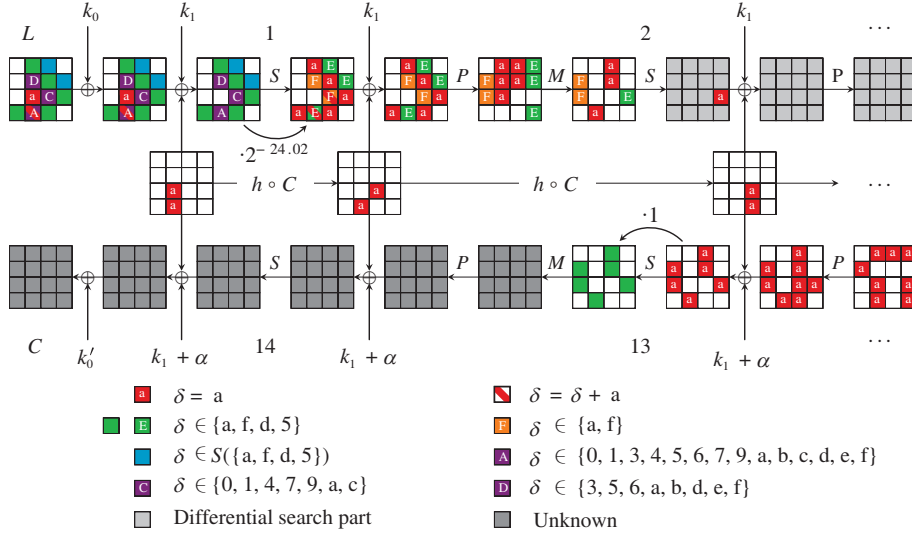 k₀ k₁ k₁ k₁
L 1 2 ⋯
a E a E a a E a
D D D F a E F a E F a a E F a
a C a C C F a F a F F a
A A A a E a a E a E a E
S P M S a P
· 2⁻ ²⁴·⁰²
a a a
a h ∘ C a h ∘ C a ⋯
· 1
a a a a a
a a a a a
a a a a a a
a a a
S P M S P
C 14 13 ⋯
k₀′ k₁ + α k₁ + α k₁ + α
a δ = a
E δ ∈ {a, f, d, 5}
δ ∈ S({a, f, d, 5})
C δ ∈ {0, 1, 4, 7, 9, a, c}
Differential search part
δ = δ + a
F δ ∈ {a, f}
A δ ∈ {0, 1, 3, 4, 5, 6, 7, 9, a, b, c, d, e, f}
D δ ∈ {3, 5, 6, a, b, d, e, f}
Unknown